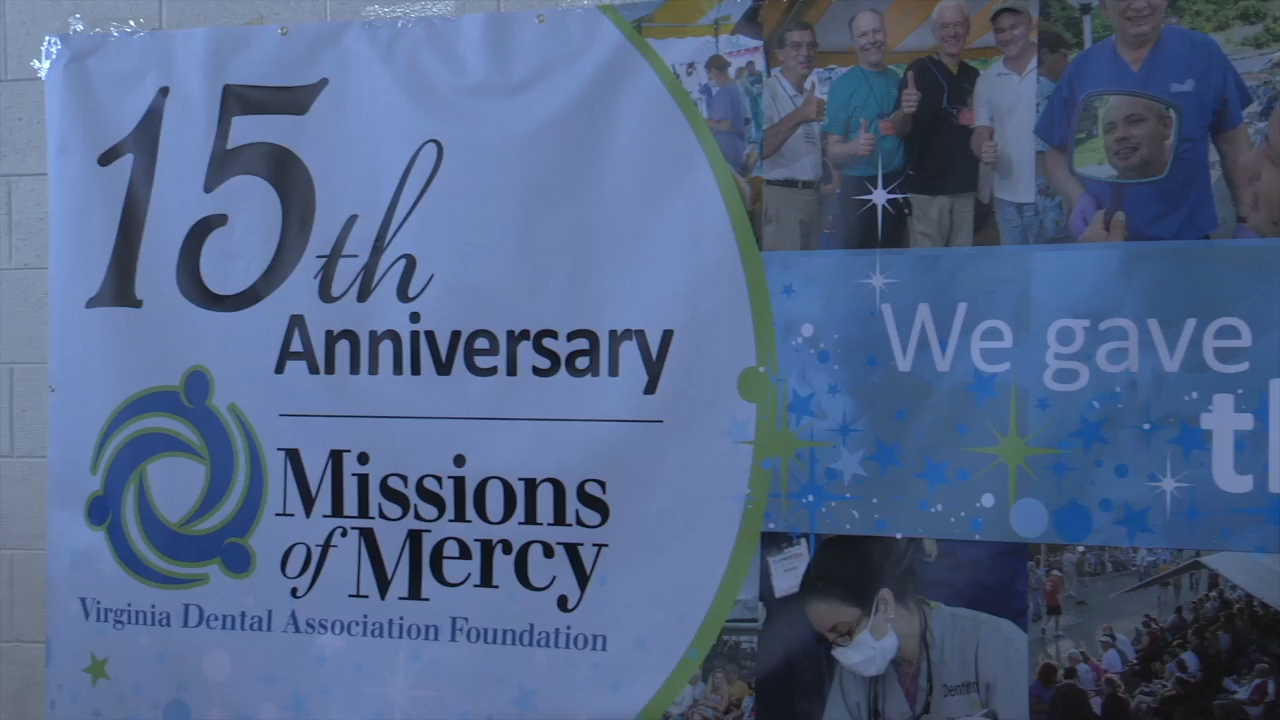 15th
Anniversary
Missions
of Mercy
Virginia Dental Association Foundation
We gave